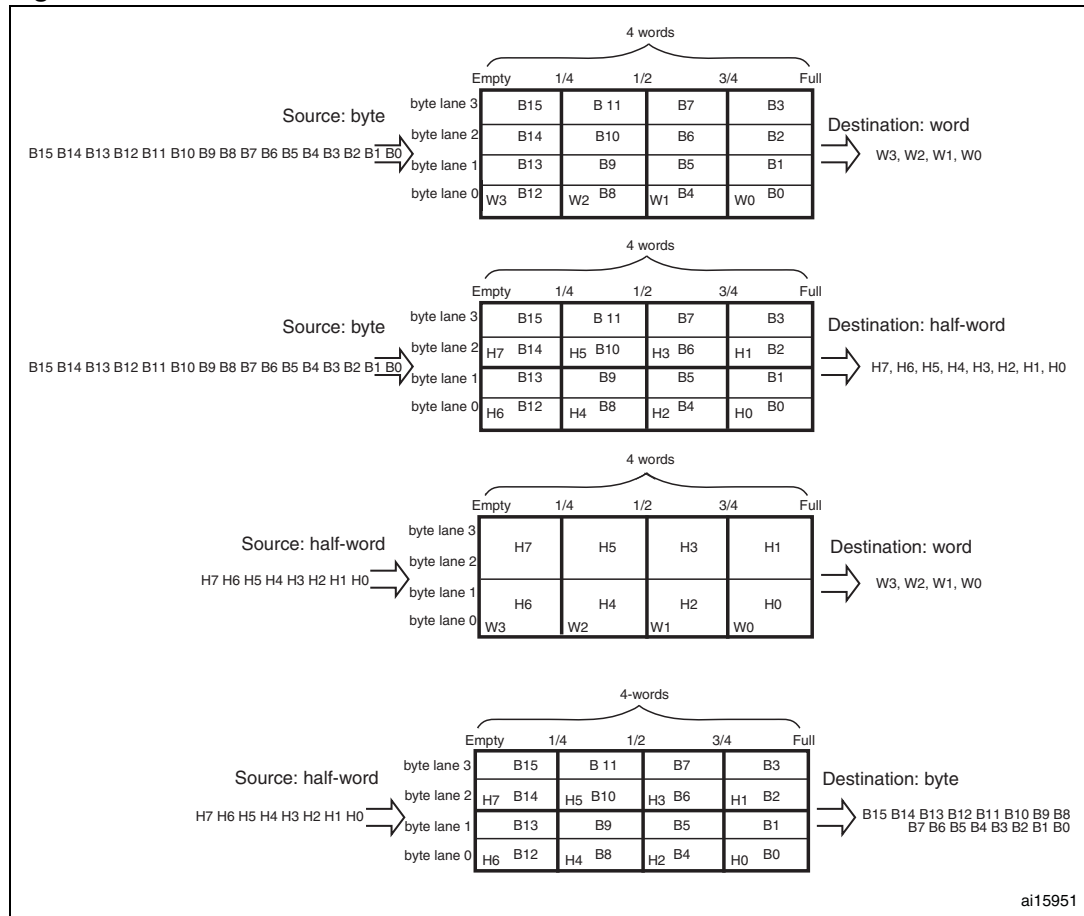 4 words
Empty 1/4 1/2 3/4 Full
byte lane 3 B15 B 11 B7 B3
Source: byte
byte lane 2 B14 B10 B6 B2
Destination: word
B15 B14 B13 B12 B11 B10 B9 B8 B7 B6 B5 B4 B3 B2 B1 B0
W3, W2, W1, W0
byte lane 1 B13 B9 B5 B1
byte lane 0 W3 B12 W2 B8 W1 B4 W0 B0
4 words
Empty 1/4 1/2 3/4 Full
byte lane 3 B15 B 11 B7 B3
Source: byte
Destination: half-word
byte lane 2 H7 B14 H5 B10 H3 B6 H1 B2
B15 B14 B13 B12 B11 B10 B9 B8 B7 B6 B5 B4 B3 B2 B1 B0
H7, H6, H5, H4, H3, H2, H1, H0
byte lane 1 B13 B9 B5 B1
byte lane 0 H6 B12 H4 B8 H2 B4 H0 B0
4 words
Empty 1/4 1/2 3/4 Full
byte lane 3
Source: half-word
H7 H5 H3 H1
Destination: word
byte lane 2
H7 H6 H5 H4 H3 H2 H1 H0
W3, W2, W1, W0
byte lane 1
H6 H4 H2 H0
byte lane 0 W3 W2 W1 W0
4-words
Empty 1/4 1/2 3/4 Full
byte lane 3 B15 B 11 B7 B3
Source: half-word
Destination: byte
byte lane 2 H7 B14 H5 B10 H3 B6 H1 B2
H7 H6 H5 H4 H3 H2 H1 H0
B15 B14 B13 B12 B11 B10 B9 B8
B7 B6 B5 B4 B3 B2 B1 B0
byte lane 1 B13 B9 B5 B1
byte lane 0 H6 B12 H4 B8 H2 B4 H0 B0
ai15951